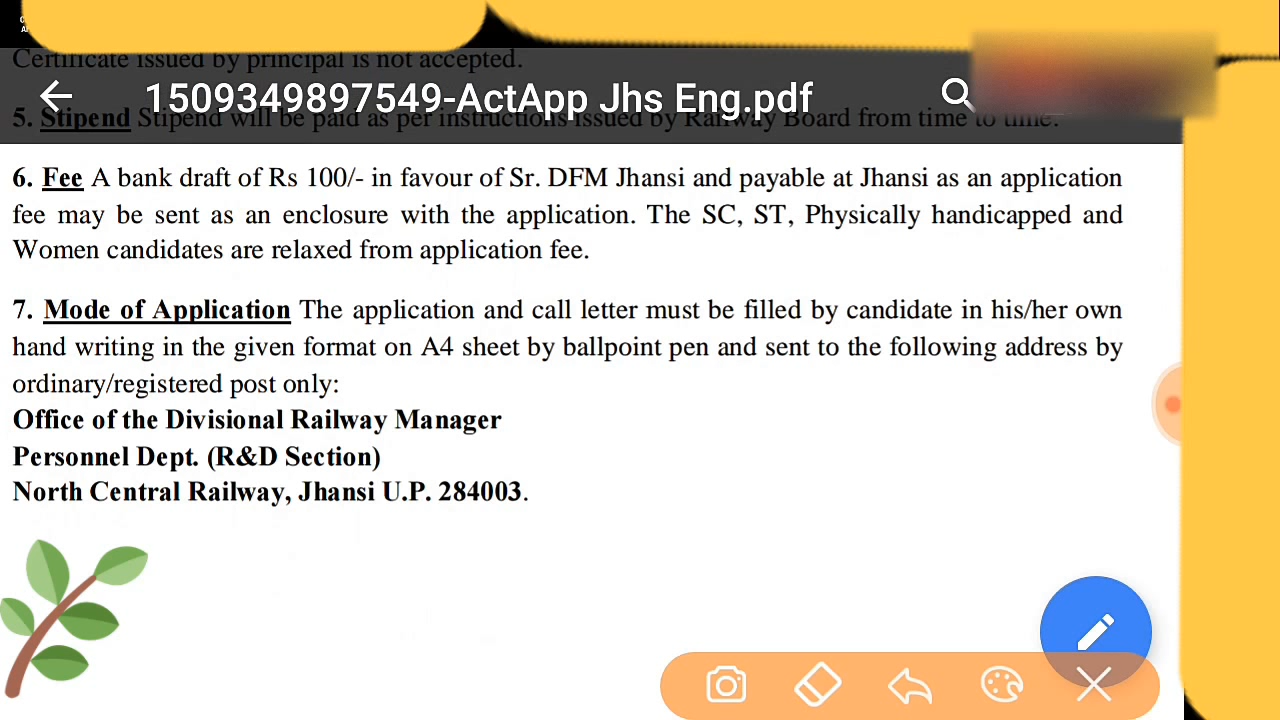 Certificate issued by principal is not accepted.
1509349897549-ActApp Jhs Eng.pdf
5. Stipend Stipend will be paid as per instructions issued by Railway Board from time to time.
6. Fee A bank draft of Rs 100/- in favour of Sr. DFM Jhansi and payable at Jhansi as an application
fee may be sent as an enclosure with the application. The SC, ST, Physically handicapped and
Women candidates are relaxed from application fee.
7. Mode of Application The application and call letter must be filled by candidate in his/her own
hand writing in the given format on A4 sheet by ballpoint pen and sent to the following address by
ordinary/registered post only:
Office of the Divisional Railway Manager
Personnel Dept. (R&D Section)
North Central Railway, Jhansi U.P. 284003.